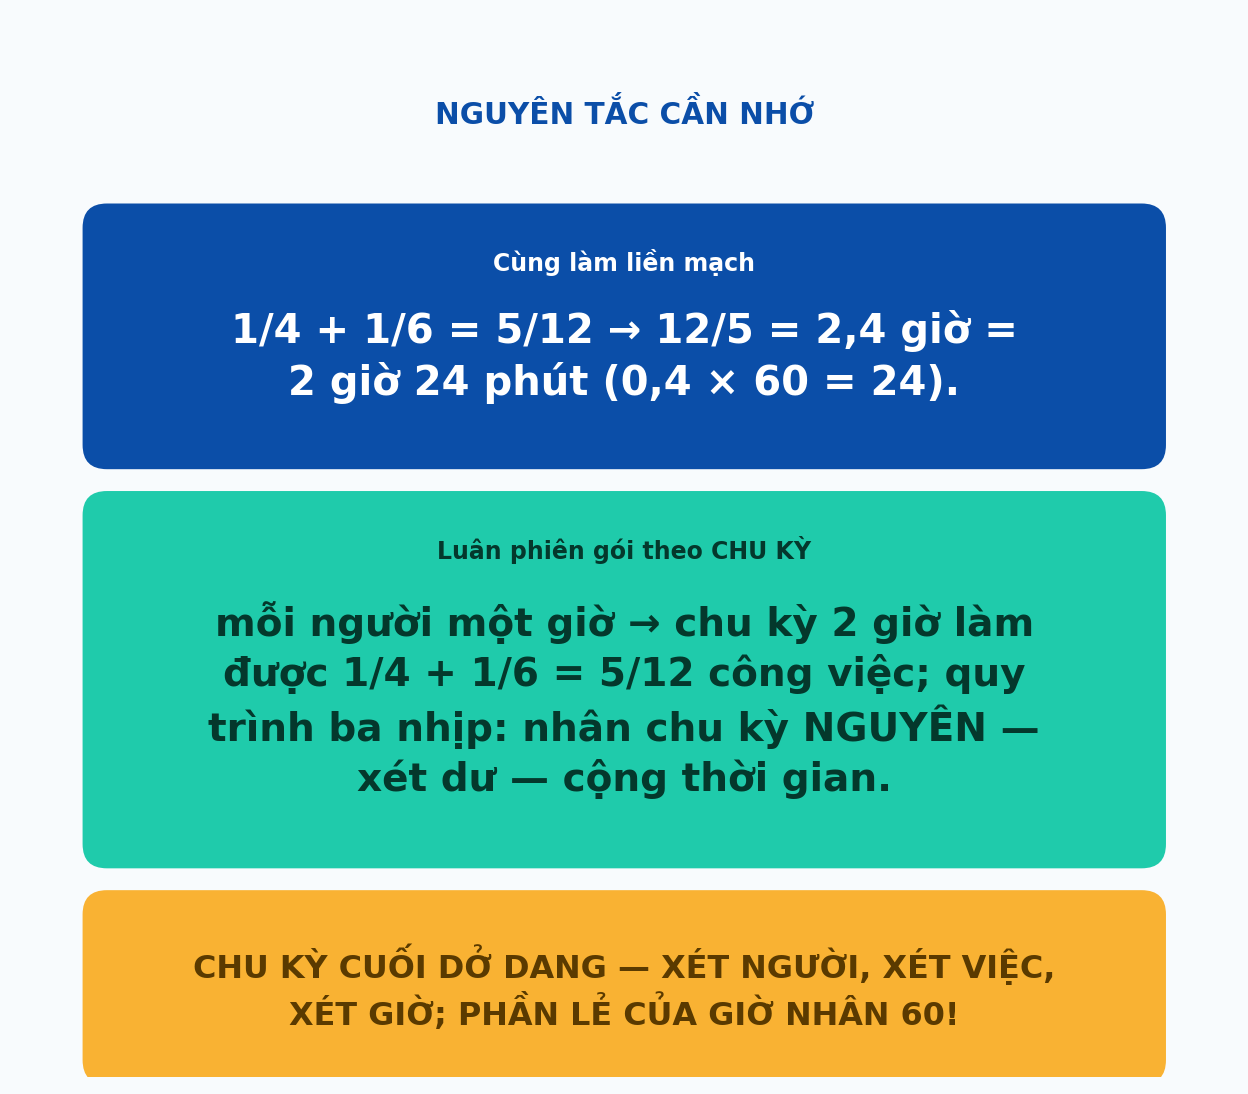 NGUYÊN TẮC CẦN NHỚ
Cùng làm liền mạch
1/4 + 1/6 = 5/12 → 12/5 = 2,4 giờ =
2 giờ 24 phút (0,4 × 60 = 24).
Luân phiên gói theo CHU KỲ
mỗi người một giờ → chu kỳ 2 giờ làm
được 1/4 + 1/6 = 5/12 công việc; quy
trình ba nhịp: nhân chu kỳ NGUYÊN —
xét dư — cộng thời gian.
CHU KỲ CUỐI DỞ DANG — XÉT NGƯỜI, XÉT VIỆC,
XÉT GIỜ; PHẦN LẺ CỦA GIỜ NHÂN 60!